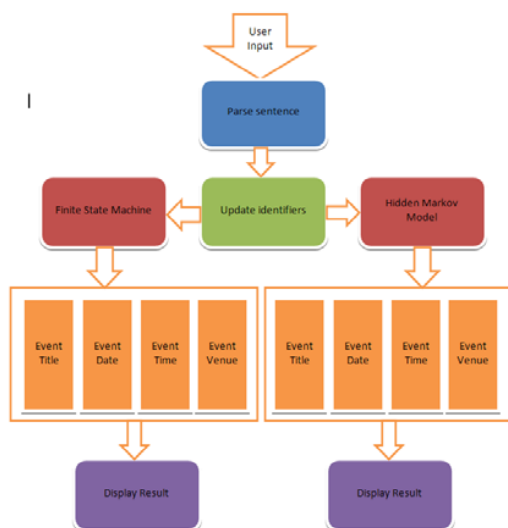 User
Input
Parse sentence
Finite State Machine
Update identifiers
Hidden Markov
Model
Event
Title
Event
Date
Event
Time
Event
Venue
Event
Title
Event
Date
Event
Time
Event
Venue
Display Result
Display Result